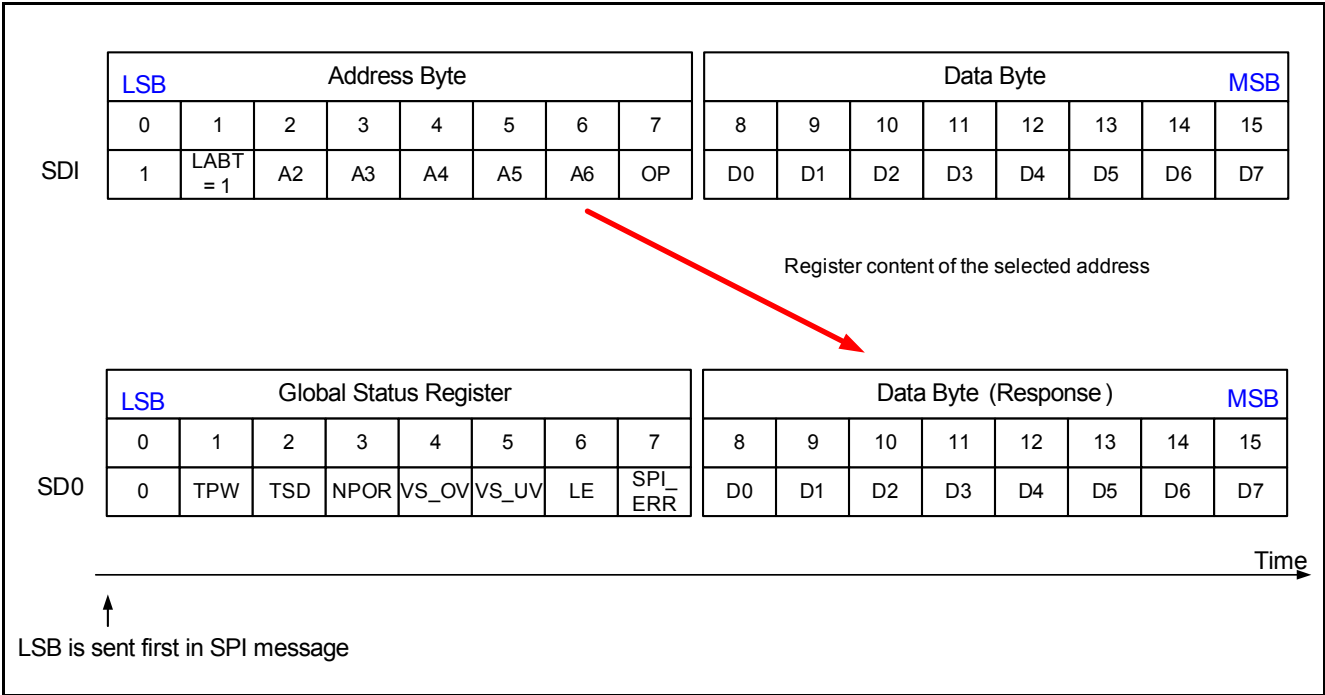 LSB Address Byte Data Byte MSB
0 1 2 3 4 5 6 7 8 9 10 11 12 13 14 15
SDI 1 LABT = 1 A2 A3 A4 A5 A6 OP D0 D1 D2 D3 D4 D5 D6 D7
Register content of the selected address
LSB Global Status Register Data Byte (Response) MSB
0 1 2 3 4 5 6 7 8 9 10 11 12 13 14 15
SD0 0 TPW TSD NPOR VS_OV VS_UV LE SPI_ ERR D0 D1 D2 D3 D4 D5 D6 D7
Time
LSB is sent first in SPI message